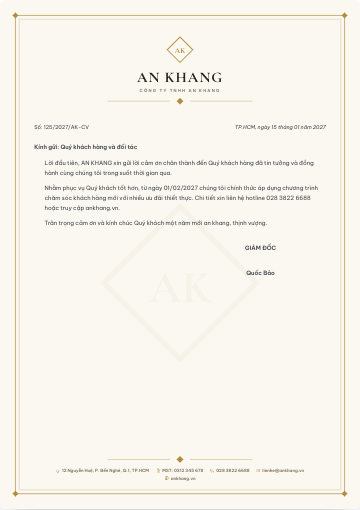 AK
AN KHANG
CÔNG TY TNHH AN KHANG
Số: 125/2027/AK-CV
TP.HCM, ngày 15 tháng 01 năm 2027
Kính gửi: Quý khách hàng và đối tác
Lời đầu tiên, AN KHANG xin gửi lời cảm ơn chân thành đến Quý khách hàng đã tin tưởng và đồng
hành cùng chúng tôi trong suốt thời gian qua.
Nhằm phục vụ Quý khách tốt hơn, từ ngày 01/02/2027 chúng tôi chính thức áp dụng chương trình
chăm sóc khách hàng mới với nhiều ưu đãi thiết thực. Chi tiết xin liên hệ hotline 028 3822 6688
hoặc truy cập ankhang.vn.
Trân trọng cảm ơn và kính chúc Quý khách một năm mới an khang, thịnh vượng.
GIÁM ĐỐC
Quốc Bảo
AK
12 Nguyễn Huệ, P. Bến Nghé, Q.1, TP.HCM MST: 0312 345 678 028 3822 6688 lienhe@ankhang.vn
ankhang.vn